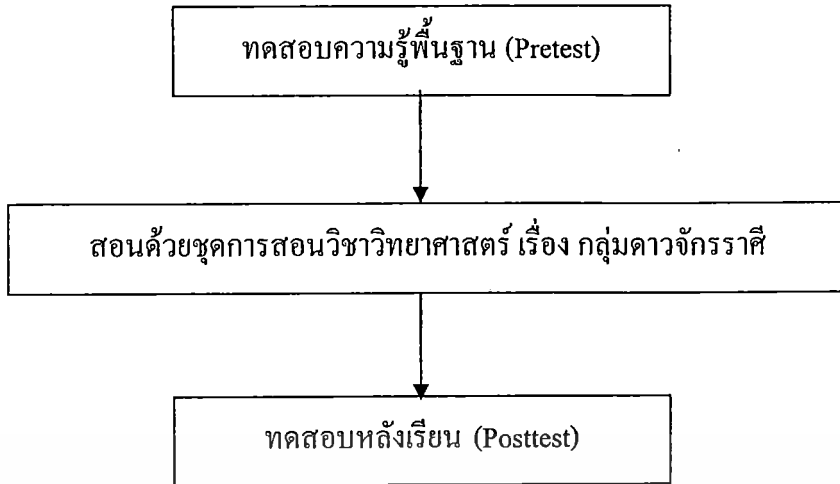 ทดสอบความรู้พื้นฐาน (Pretest)
สอนด้วยชุดการสอนวิชาวิทยาศาสตร์ เรื่อง กลุ่มดาวจักรราศี
ทดสอบหลังเรียน (Posttest)